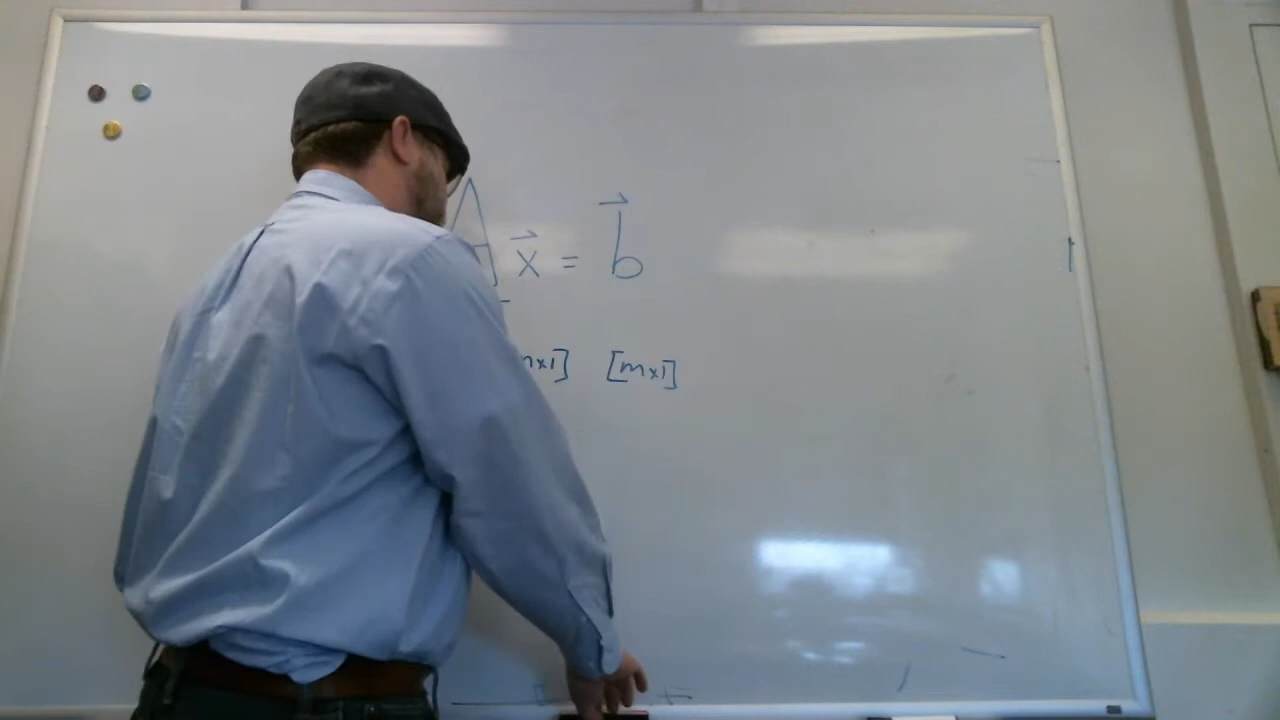 A x⃗ = b⃗
nx1] [mx1]